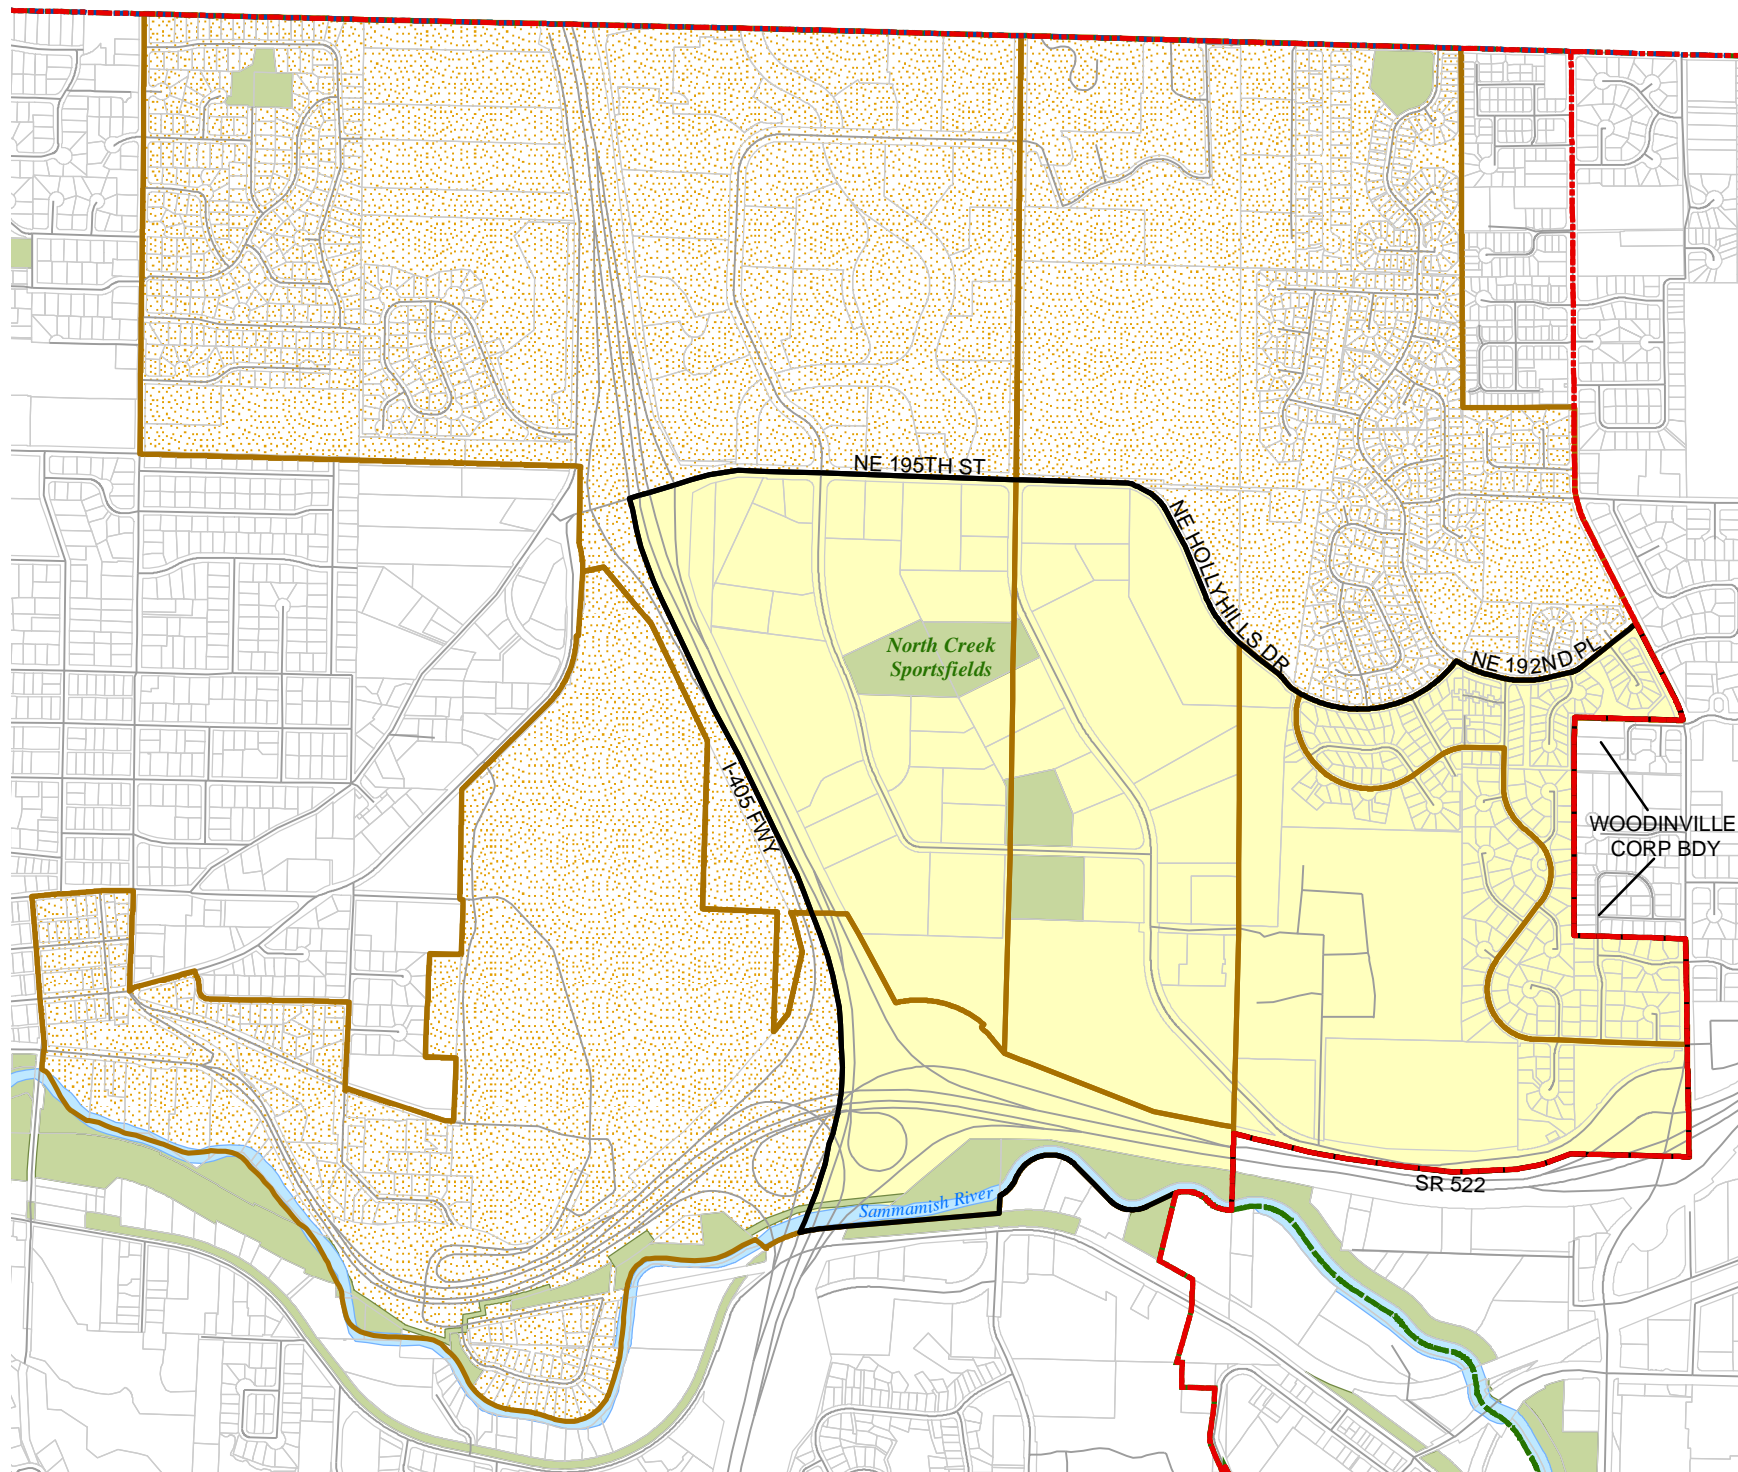 NE 195TH ST
NE HOLLYHILLS DR
North Creek
Sportsfields
NE 192ND PL
I-405 FWY
WOODINVILLE
CORP BDY
SR 522
Sammamish River